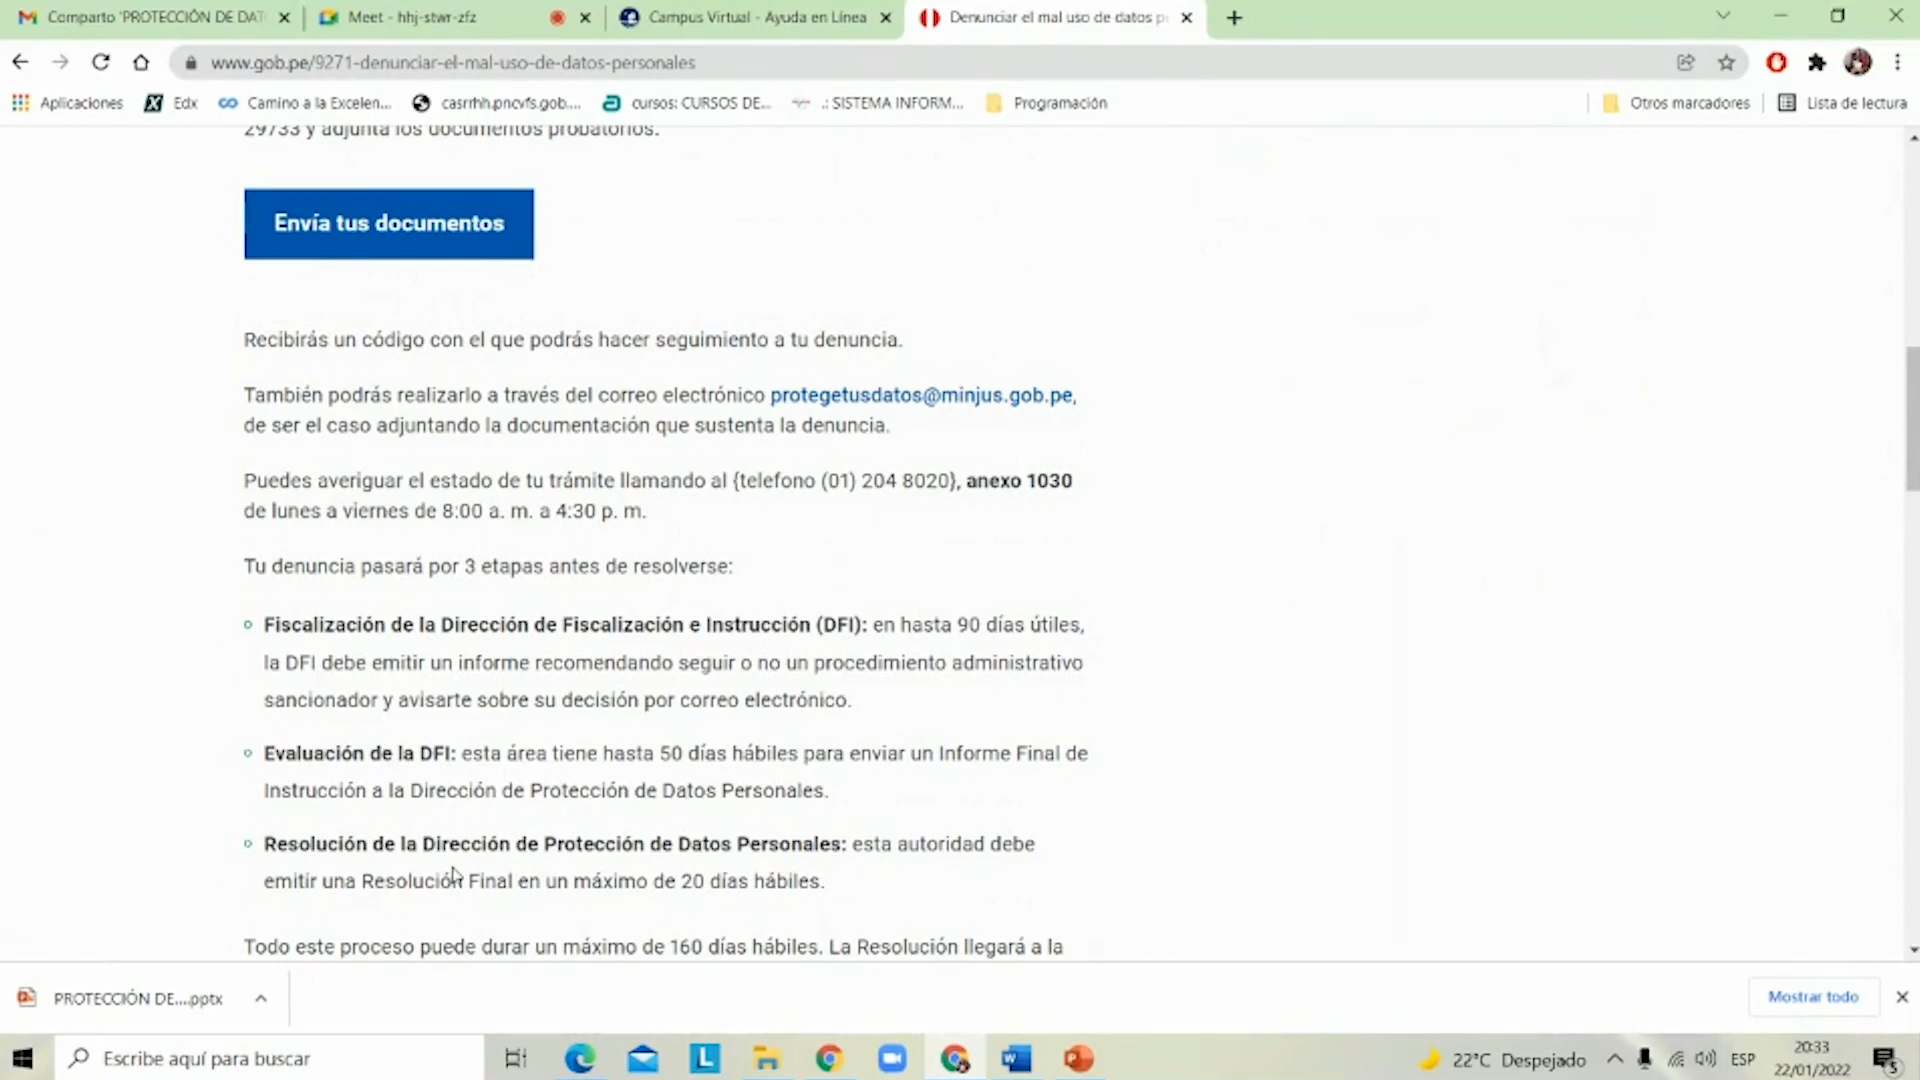 Comparto 'PROTECCIÓN DE DAT
Meet - hhj-stwr-zfz
Campus Virtual - Ayuda en Línea
Denunciar el mal uso de datos p
www.gob.pe/9271-denunciar-el-mal-uso-de-datos-personales
Aplicaciones
Edx
Camino a la Excelen...
casrrhh.pncvfs.gob....
cursos: CURSOS DE...
.: SISTEMA INFORM...
Programación
Otros marcadores
Lista de lectura
29733 y adjunta los documentos probatorios.
Envía tus documentos
Recibirás un código con el que podrás hacer seguimiento a tu denuncia.
También podrás realizarlo a través del correo electrónico protegetusdatos@minjus.gob.pe,
de ser el caso adjuntando la documentación que sustenta la denuncia.
Puedes averiguar el estado de tu trámite llamando al {telefono (01) 204 8020}, anexo 1030
de lunes a viernes de 8:00 a. m. a 4:30 p. m.
Tu denuncia pasará por 3 etapas antes de resolverse:
Fiscalización de la Dirección de Fiscalización e Instrucción (DFI): en hasta 90 días útiles,
la DFI debe emitir un informe recomendando seguir o no un procedimiento administrativo
sancionador y avisarte sobre su decisión por correo electrónico.
Evaluación de la DFI: esta área tiene hasta 50 días hábiles para enviar un Informe Final de
Instrucción a la Dirección de Protección de Datos Personales.
Resolución de la Dirección de Protección de Datos Personales: esta autoridad debe
emitir una Resolución Final en un máximo de 20 días hábiles.
Todo este proceso puede durar un máximo de 160 días hábiles. La Resolución llegará a la
PROTECCIÓN DE....pptx
Mostrar todo
Escribe aquí para buscar
22°C Despejado
ESP
20:33
22/01/2022
5